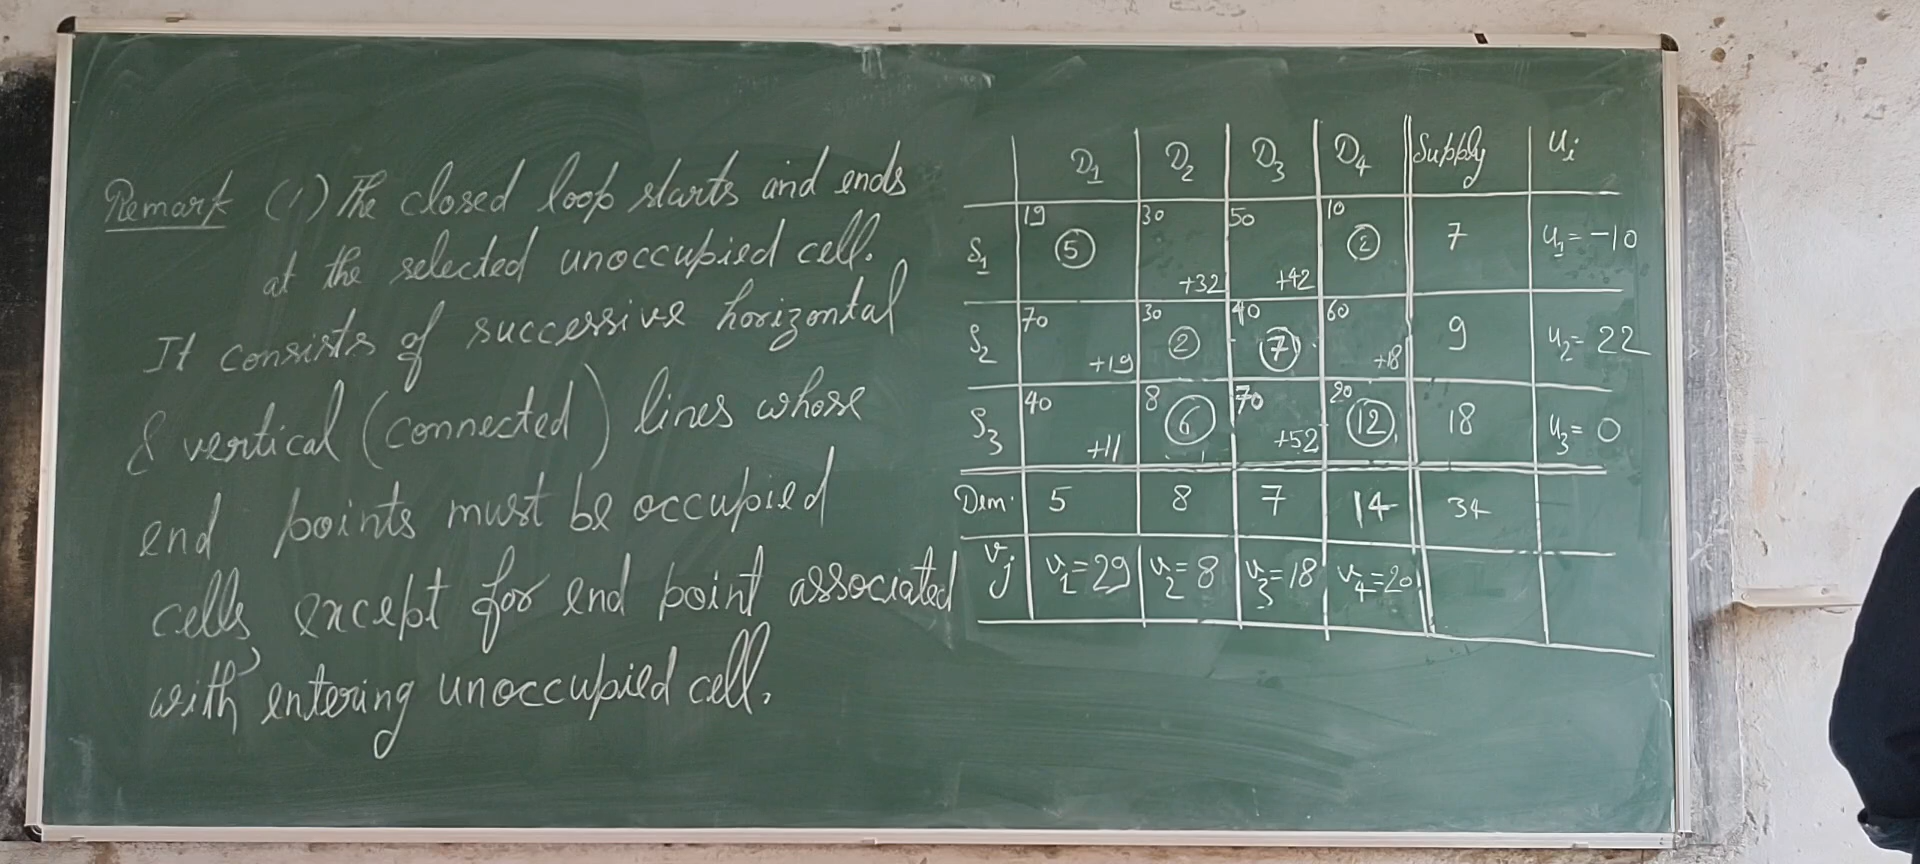 Remark (1) The closed loop starts and ends
at the selected unoccupied cell.
It consists of successive horizontal
& vertical (connected) lines whose
end points must be occupied
cells, except for end point associated
with entering unoccupied cell.
D1 D2 D3 D4 Supply ui
S1 19 5 30 +32 50 +42 10 2 7 u1 = -10
S2 70 +19 30 2 40 7 60 +18 9 u2 = 22
S3 40 +11 8 6 70 +52 20 12 18 u3 = 0
Dem. 5 8 7 14 34
vj v1 = 29 v2 = 8 v3 = 18 v4 = 20